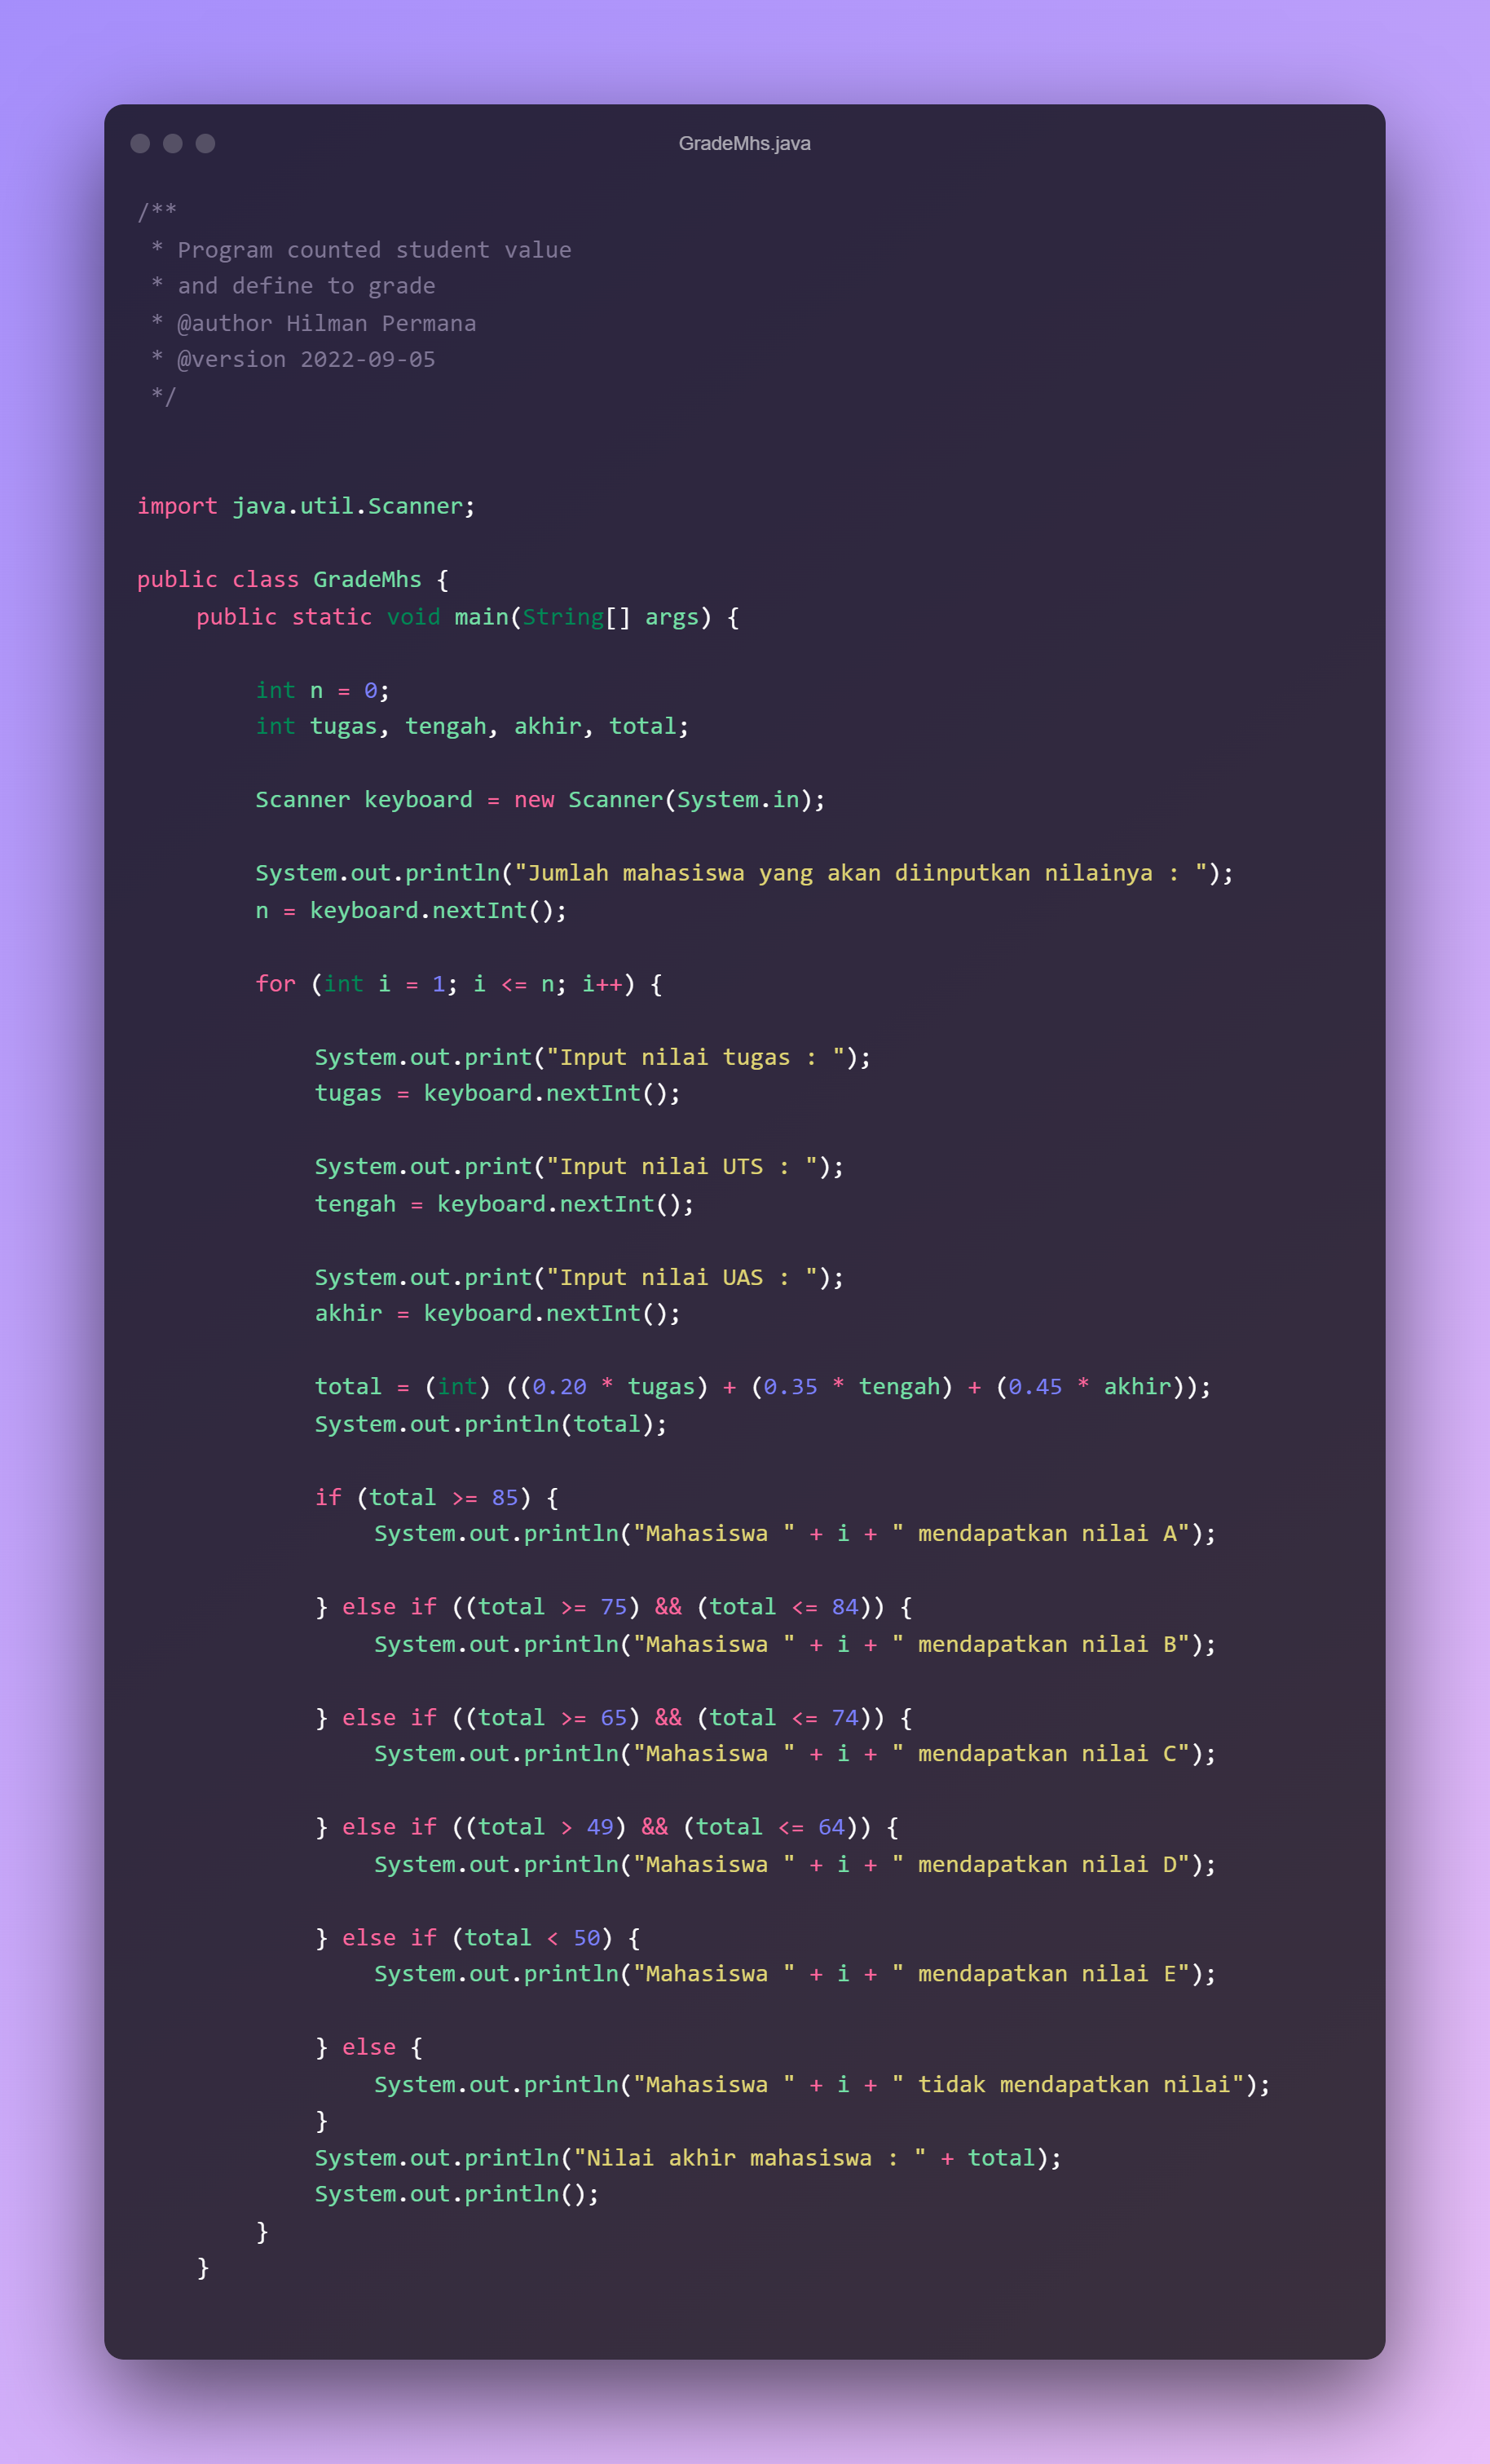 GradeMhs.java
/**
 * Program counted student value
 * and define to grade
 * @author Hilman Permana
 * @version 2022-09-05
 */
import java.util.Scanner;
public class GradeMhs {
    public static void main(String[] args) {
        int n = 0;
        int tugas, tengah, akhir, total;
        Scanner keyboard = new Scanner(System.in);
        System.out.println("Jumlah mahasiswa yang akan diinputkan nilainya : ");
        n = keyboard.nextInt();
        for (int i = 1; i <= n; i++) {
            System.out.print("Input nilai tugas : ");
            tugas = keyboard.nextInt();
            System.out.print("Input nilai UTS : ");
            tengah = keyboard.nextInt();
            System.out.print("Input nilai UAS : ");
            akhir = keyboard.nextInt();
            total = (int) ((0.20 * tugas) + (0.35 * tengah) + (0.45 * akhir));
            System.out.println(total);
            if (total >= 85) {
                System.out.println("Mahasiswa " + i + " mendapatkan nilai A");
            } else if ((total >= 75) && (total <= 84)) {
                System.out.println("Mahasiswa " + i + " mendapatkan nilai B");
            } else if ((total >= 65) && (total <= 74)) {
                System.out.println("Mahasiswa " + i + " mendapatkan nilai C");
            } else if ((total > 49) && (total <= 64)) {
                System.out.println("Mahasiswa " + i + " mendapatkan nilai D");
            } else if (total < 50) {
                System.out.println("Mahasiswa " + i + " mendapatkan nilai E");
            } else {
                System.out.println("Mahasiswa " + i + " tidak mendapatkan nilai");
            }
            System.out.println("Nilai akhir mahasiswa : " + total);
            System.out.println();
        }
    }